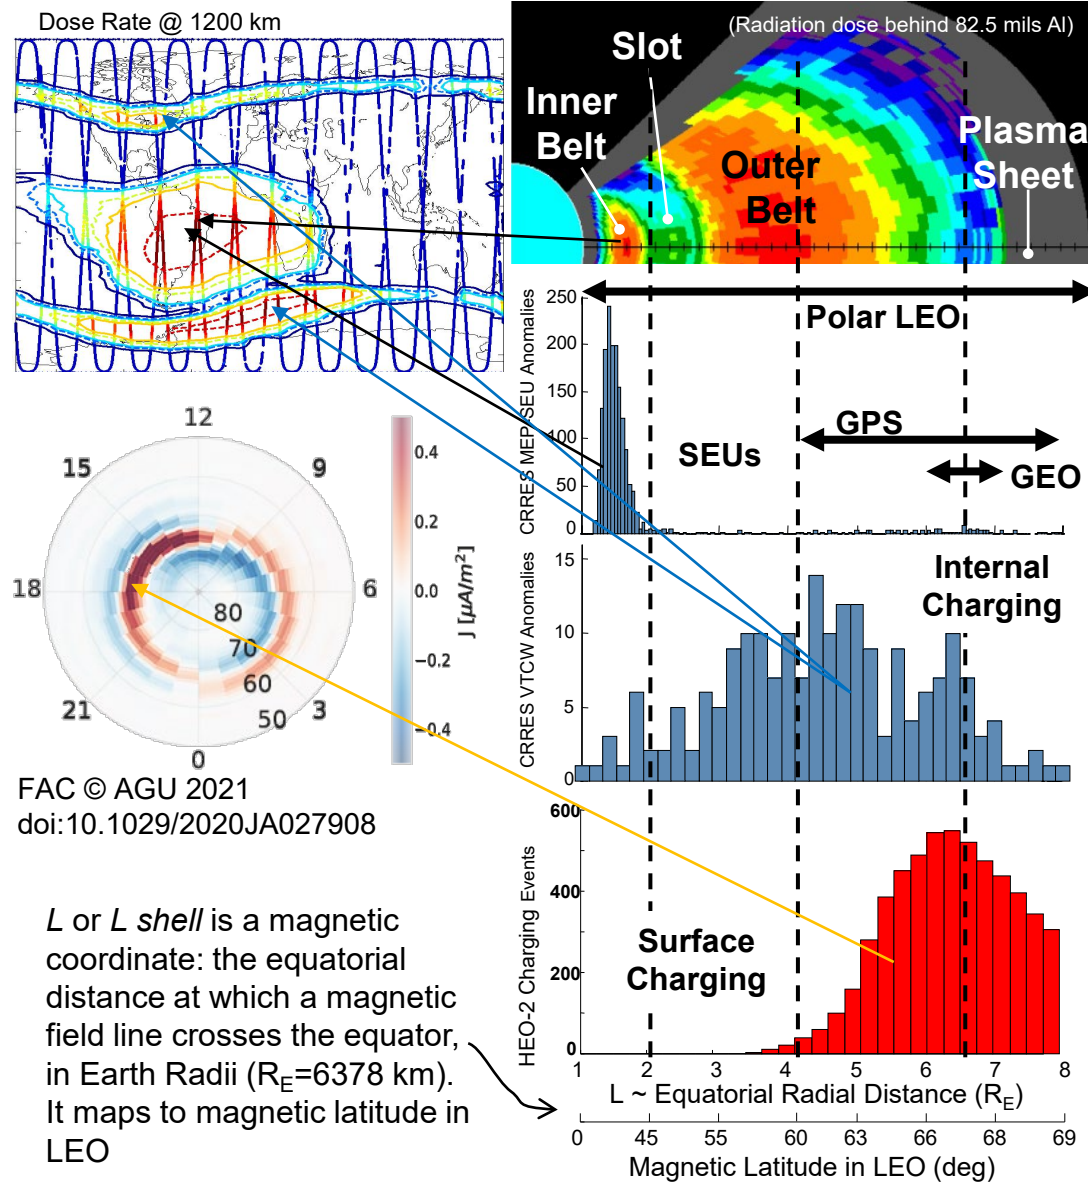 Dose Rate @ 1200 km
(Radiation dose behind 82.5 mils Al)
Slot
Inner
Belt
Outer
Belt
Plasma
Sheet
CRRES MEP-SEU Anomalies
250
200
150
100
50
0
Polar LEO
GPS
GEO
SEUs
12
15
9
18
6
21
3
0
80
70
60
50
0.4
0.2
0.0
−0.2
−0.4
J [µA/m²]
FAC © AGU 2021
doi:10.1029/2020JA027908
CRRES VTCW Anomalies
15
10
5
0
Internal
Charging
HEO-2 Charging Events
600
400
200
0
Surface
Charging
1 2 3 4 5 6 7 8
L ~ Equatorial Radial Distance (R_E)
0 45 55 60 63 66 68 69
Magnetic Latitude in LEO (deg)
L or L shell is a magnetic
coordinate: the equatorial
distance at which a magnetic
field line crosses the equator,
in Earth Radii (R_E=6378 km).
It maps to magnetic latitude in
LEO